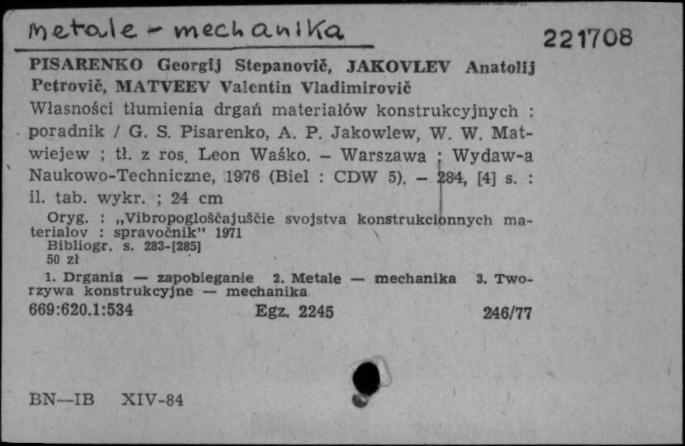 metale - mechanika
221708
PISARENKO Georgij Stepanovič, JAKOVLEV Anatolij
Petrovič, MATVEEV Valentin Vladimirovič
Własności tłumienia drgań materiałów konstrukcyjnych :
poradnik / G. S. Pisarenko, A. P. Jakowlew, W. W. Mat-
wiejew ; tł. z ros. Leon Waśko. – Warszawa : Wydaw-a
Naukowo-Techniczne, 1976 (Biel : CDW 5). – 284, [4] s. :
il. tab. wykr. ; 24 cm
Oryg. : „Vibropogloščajuščie svojstva konstrukcionnych ma-
terialov : spravočnik” 1971
Bibliogr. s. 283-[285]
50 zł
1. Drgania — zapobieganie 2. Metale — mechanika 3. Two-
rzywa konstrukcyjne — mechanika
669:620.1:534 Egz. 2245 246/77
BN—IB XIV-84